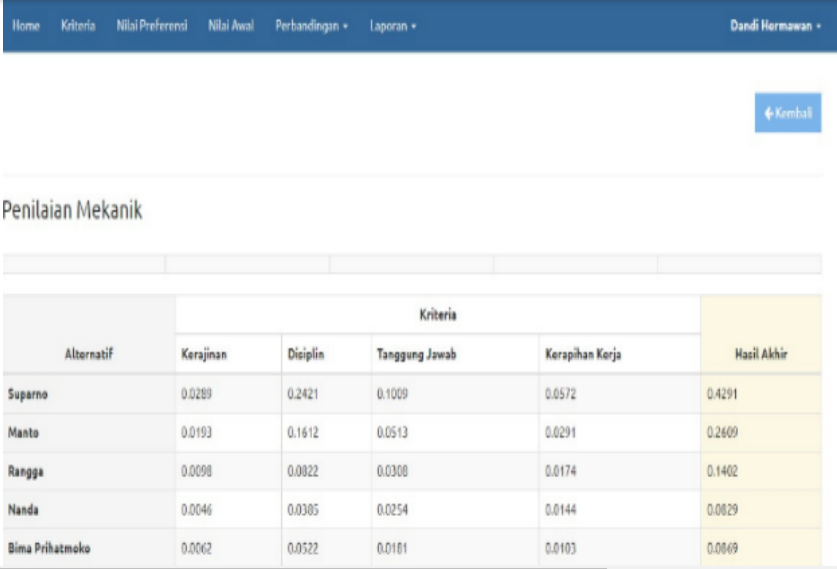 Home Kriteria Nilai Preferensi Nilai Awal Perbandingan Laporan Dandi Hermawan
Kembali
Penilaian Mekanik
Alternatif Kriteria Hasil Akhir
Kerajinan Disiplin Tanggung Jawab Kerapihan Kerja
Suparno 0.0289 0.2421 0.1009 0.0572 0.4291
Manto 0.0193 0.1612 0.0513 0.0291 0.2609
Rangga 0.0098 0.0822 0.0308 0.0174 0.1402
Nanda 0.0046 0.0385 0.0254 0.0144 0.0829
Bima Prihatmoko 0.0062 0.0522 0.0181 0.0103 0.0869